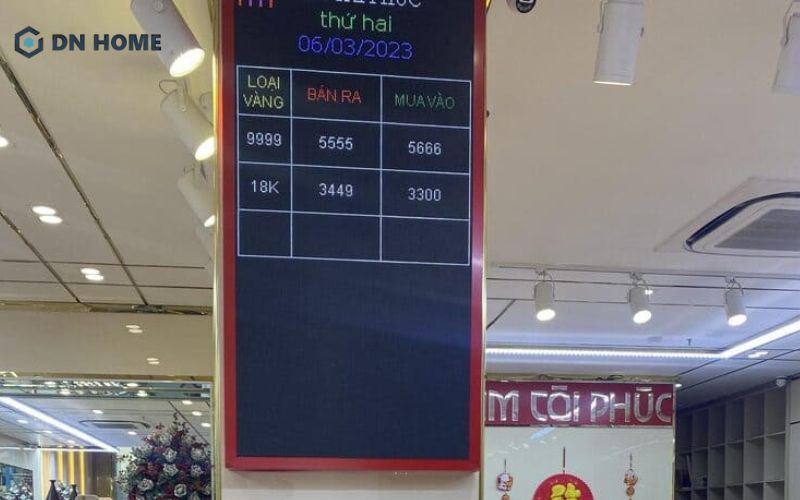 DN HOME
thứ hai
06/03/2023
LOẠI VÀNG
BÁN RA
MUA VÀO
9999
5555
5666
18K
3449
3300
TÀI PHÚC